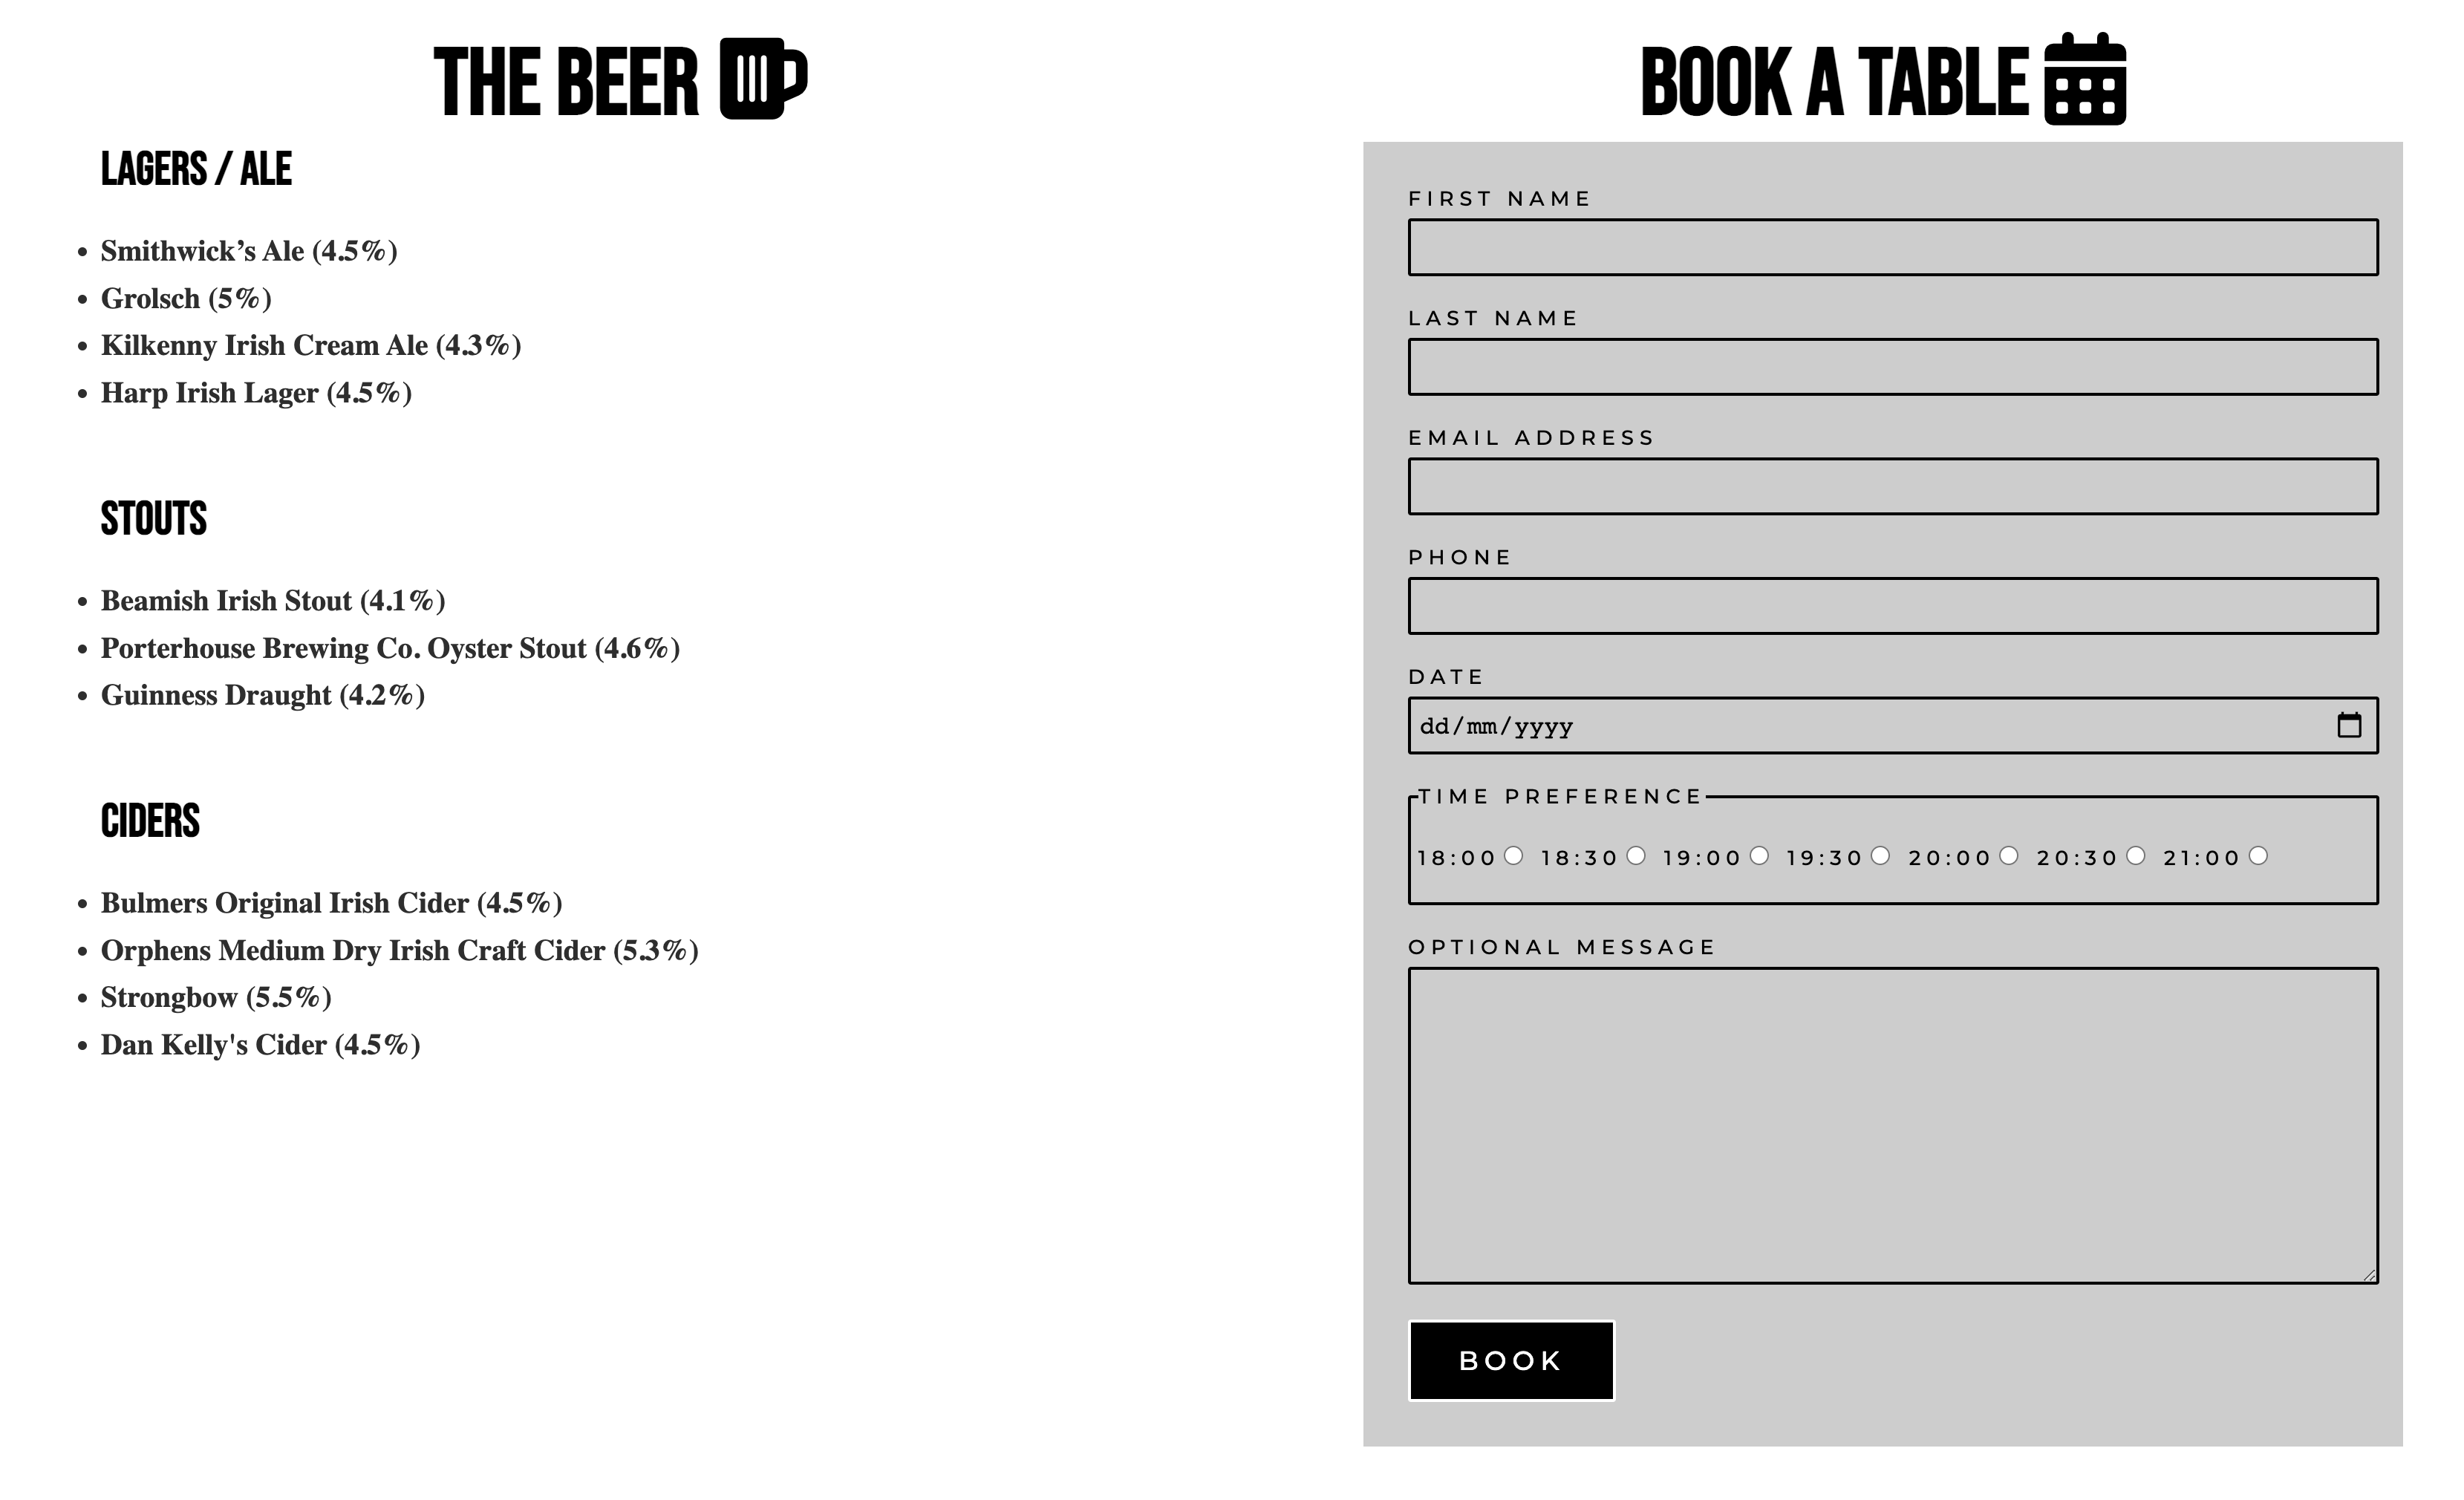 THE BEER
LAGERS / ALE
• Smithwick’s Ale (4.5%)
• Grolsch (5%)
• Kilkenny Irish Cream Ale (4.3%)
• Harp Irish Lager (4.5%)
STOUTS
• Beamish Irish Stout (4.1%)
• Porterhouse Brewing Co. Oyster Stout (4.6%)
• Guinness Draught (4.2%)
CIDERS
• Bulmers Original Irish Cider (4.5%)
• Orphens Medium Dry Irish Craft Cider (5.3%)
• Strongbow (5.5%)
• Dan Kelly's Cider (4.5%)
BOOK A TABLE
FIRST NAME
LAST NAME
EMAIL ADDRESS
PHONE
DATE
dd/mm/yyyy
TIME PREFERENCE
18:00 18:30 19:00 19:30 20:00 20:30 21:00
OPTIONAL MESSAGE
BOOK